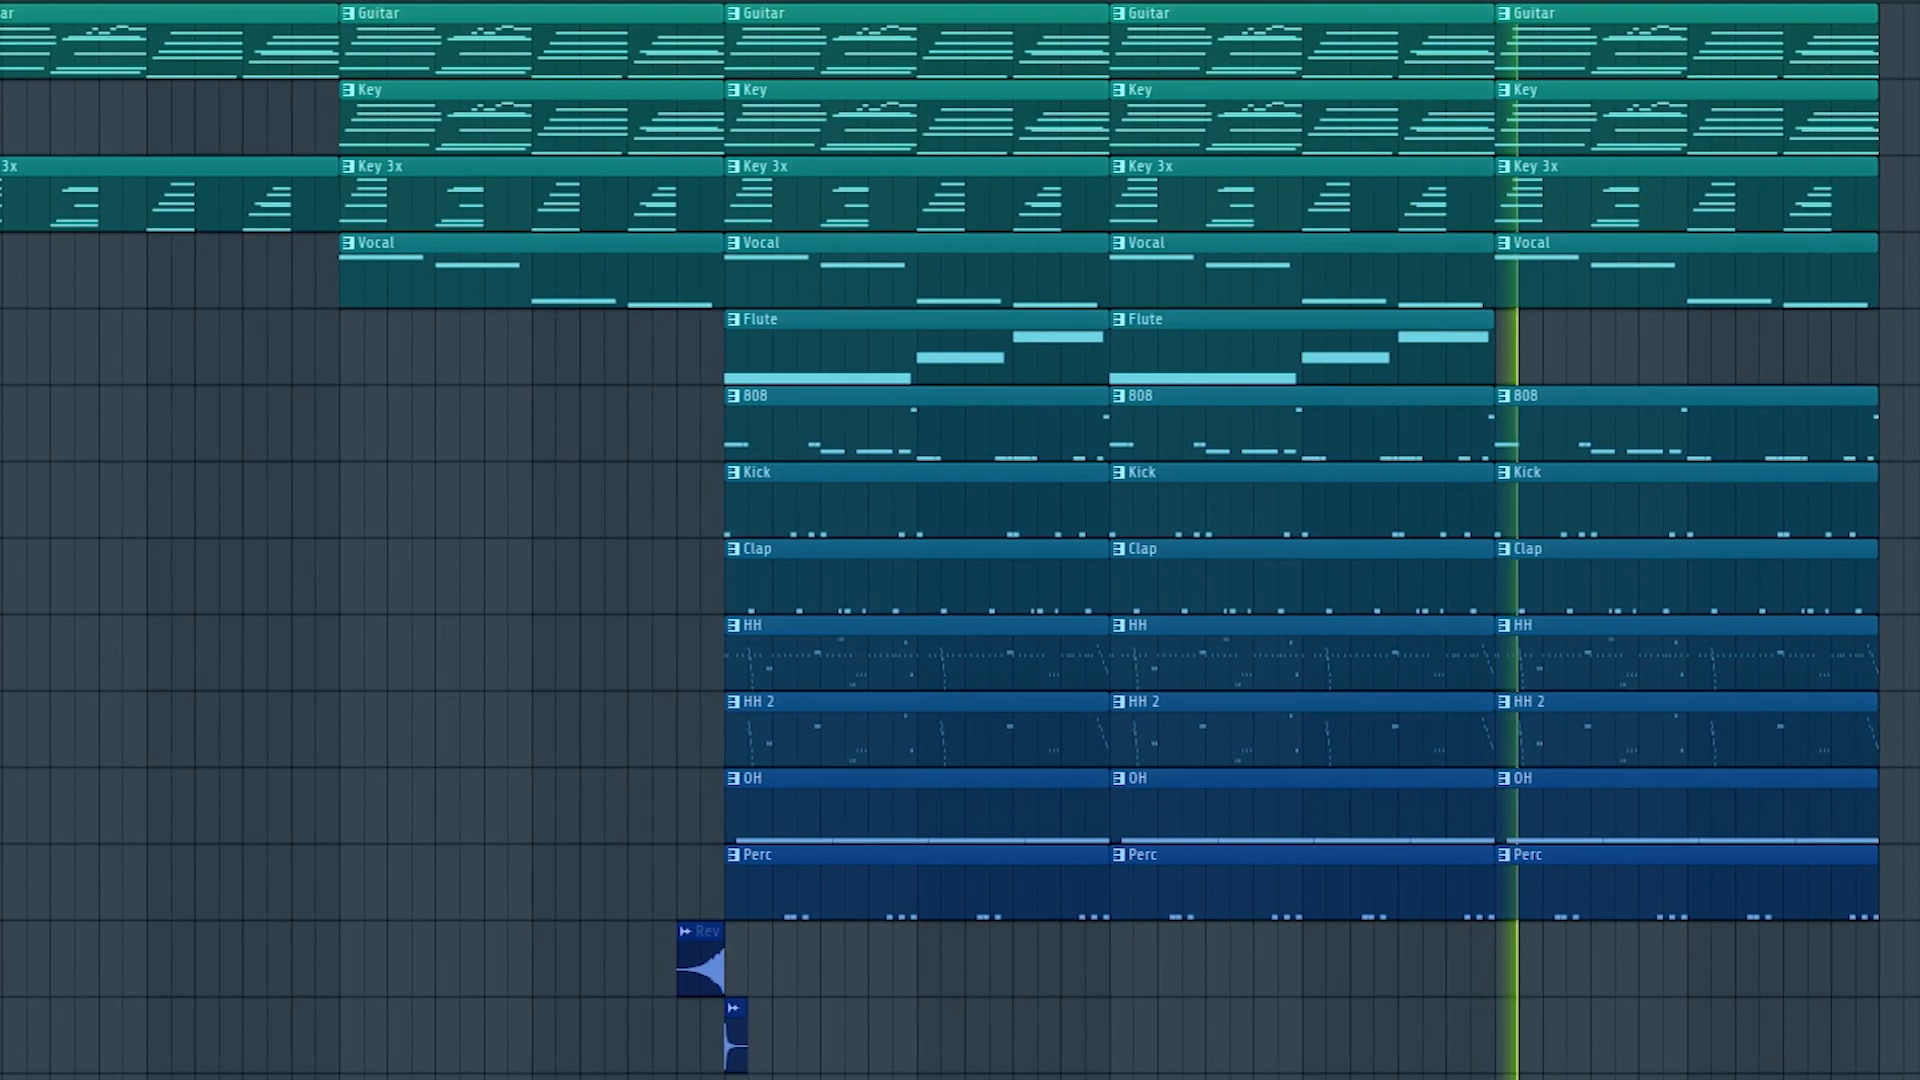 ar Guitar Guitar Guitar Guitar
Key Key Key Key
3x Key 3x Key 3x Key 3x Key 3x
Vocal Vocal Vocal Vocal
Flute Flute
808 808 808
Kick Kick Kick
Clap Clap Clap
HH HH HH
HH 2 HH 2 HH 2
OH OH OH
Perc Perc Perc
Rev